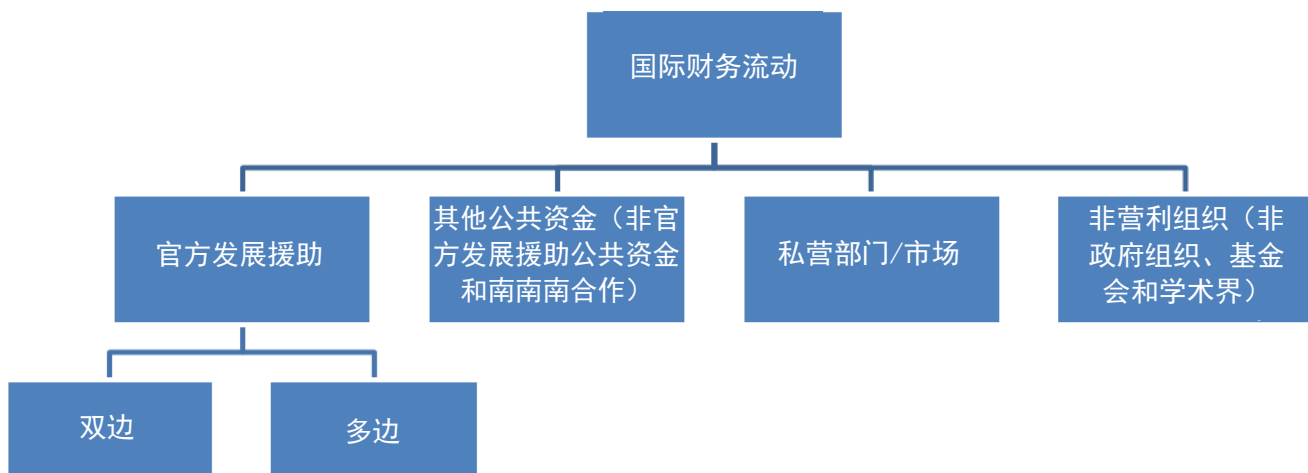 国际财务流动
官方发展援助
其他公共资金（非官
方发展援助公共资金
和南南南合作）
私营部门/市场
非营利组织（非
政府组织、基金
会和学术界）
双边
多边